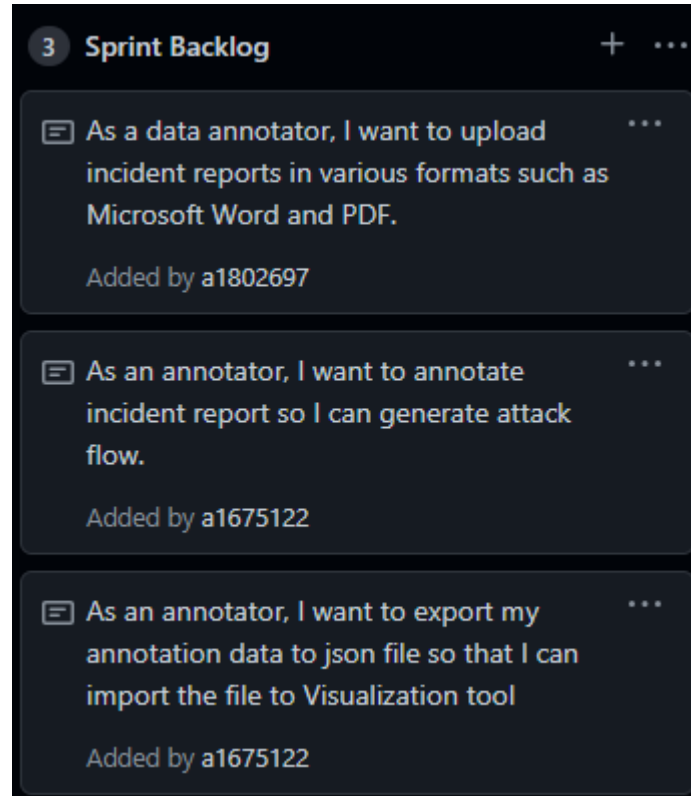 3 Sprint Backlog
As a data annotator, I want to upload
incident reports in various formats such as
Microsoft Word and PDF.
Added by a1802697
As an annotator, I want to annotate
incident report so I can generate attack
flow.
Added by a1675122
As an annotator, I want to export my
annotation data to json file so that I can
import the file to Visualization tool
Added by a1675122